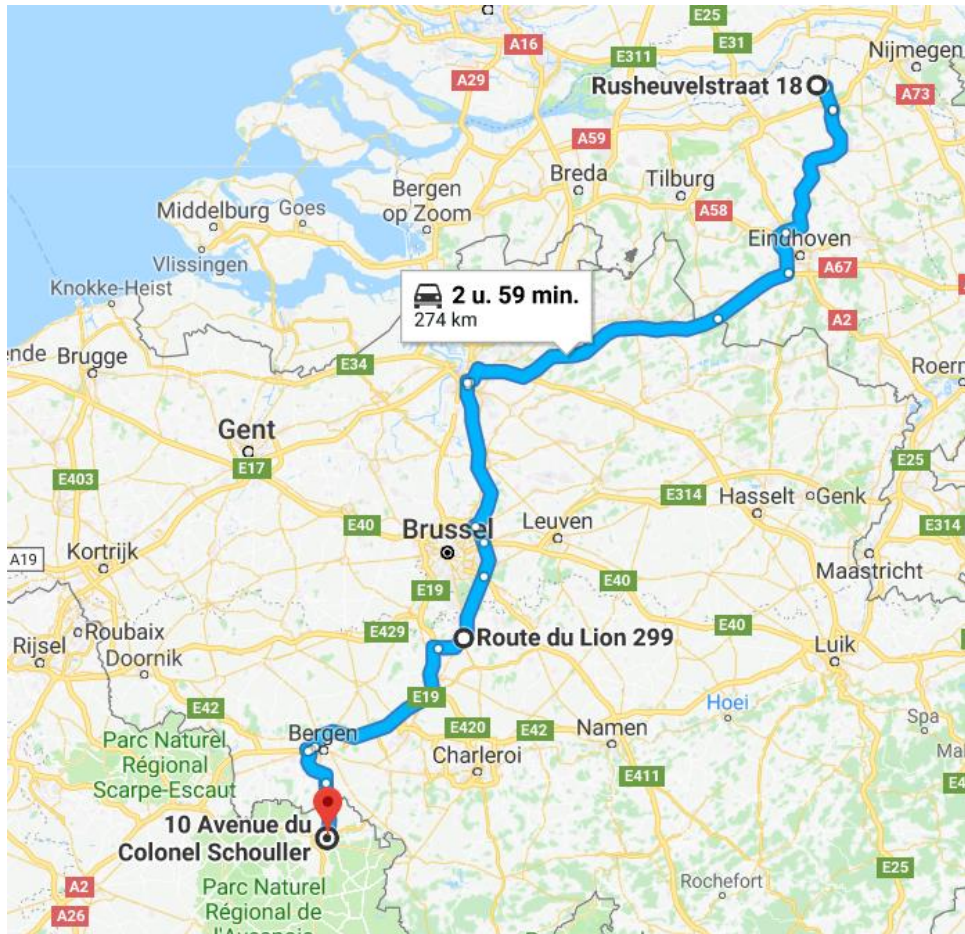 E25
A16
E311
E31
Nijmegen
A29
Rusheuvelstraat 18
A73
A59
Breda
Tilburg
Bergen
op Zoom
A58
Middelburg
Goes
Eindhoven
Vlissingen
A67
Knokke-Heist
2 u. 59 min.
274 km
A2
ende
Brugge
E34
Roerm
Gent
E17
E403
E25
E314
Hasselt
Genk
E40
Leuven
E314
Brussel
A19
Kortrijk
Maastricht
E19
E40
Roubaix
E429
Route du Lion 299
E40
Rijsel
Doornik
Luik
E19
Hoei
E42
E420
E42
Namen
Spa
Bergen
Parc Naturel
Régional
Scarpe-Escaut
Charleroi
E411
Ma
E4
10 Avenue du
Colonel Schouller
E25
A2
Parc Naturel
Régional de
l'Avesnois
Rochefort
A26